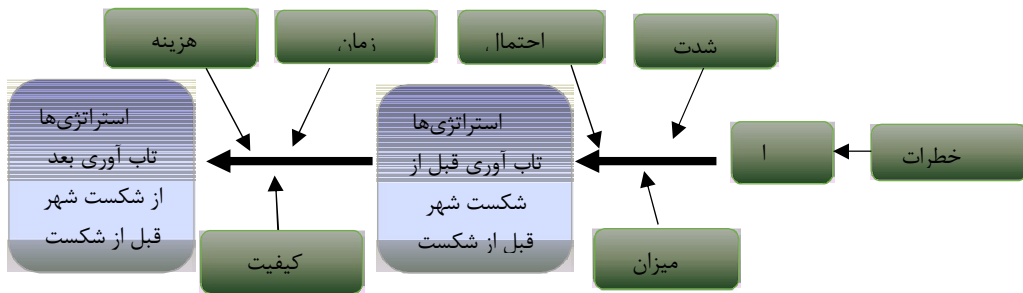 شدت
احتمال
زمان
هزینه
خطرات
ا
استراتژی‌ها
تاب آوری قبل از
شکست شهر
قبل از شکست
استراتژی‌ها
تاب آوری بعد
از شکست شهر
قبل از شکست
میزان
کیفیت